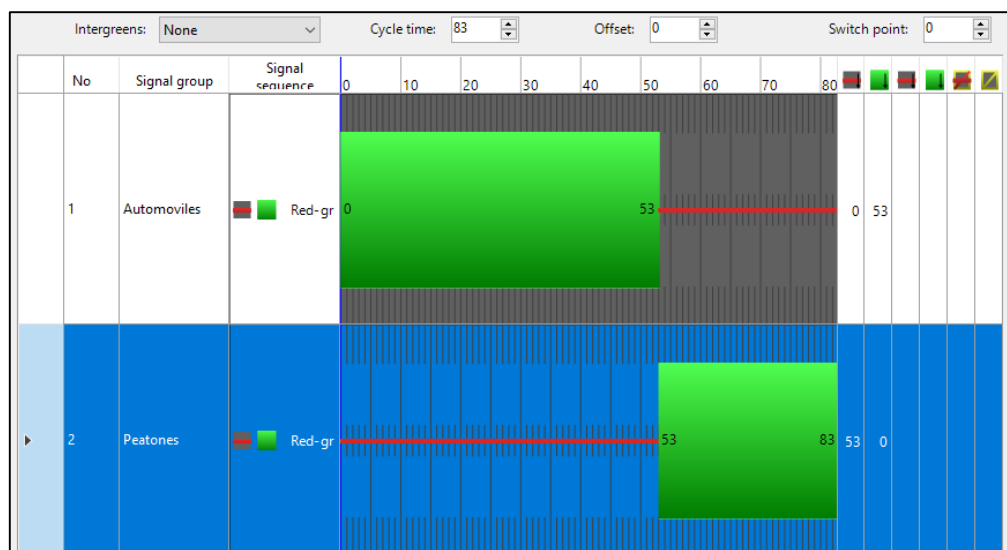 Intergreens: None Cycle time: 83 Offset: 0 Switch point: 0
No Signal group Signal sequence 0 10 20 30 40 50 60 70 80
1 Automoviles Red-gr 0 53 0 53
2 Peatones Red-gr 53 83 53 0